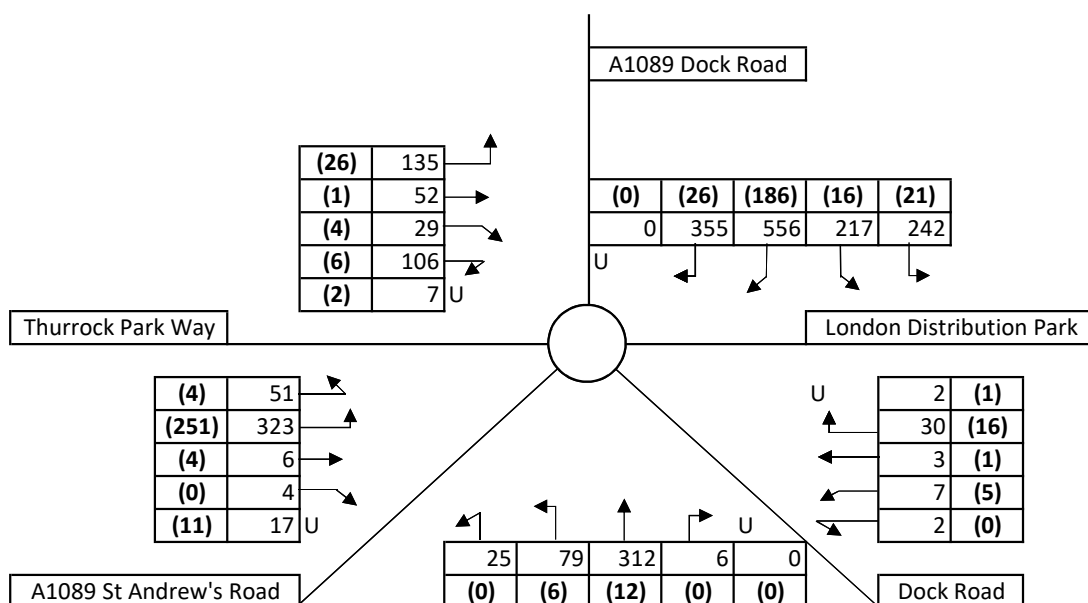 A1089 Dock Road
(26) 135
(1) 52
(4) 29
(6) 106
(2) 7 U
(0) (26) (186) (16) (21)
0 355 556 217 242
U
Thurrock Park Way
London Distribution Park
(4) 51
(251) 323
(4) 6
(0) 4
(11) 17 U
U 2 (1)
30 (16)
3 (1)
7 (5)
2 (0)
U
25 79 312 6 0
(0) (6) (12) (0) (0)
A1089 St Andrew's Road
Dock Road